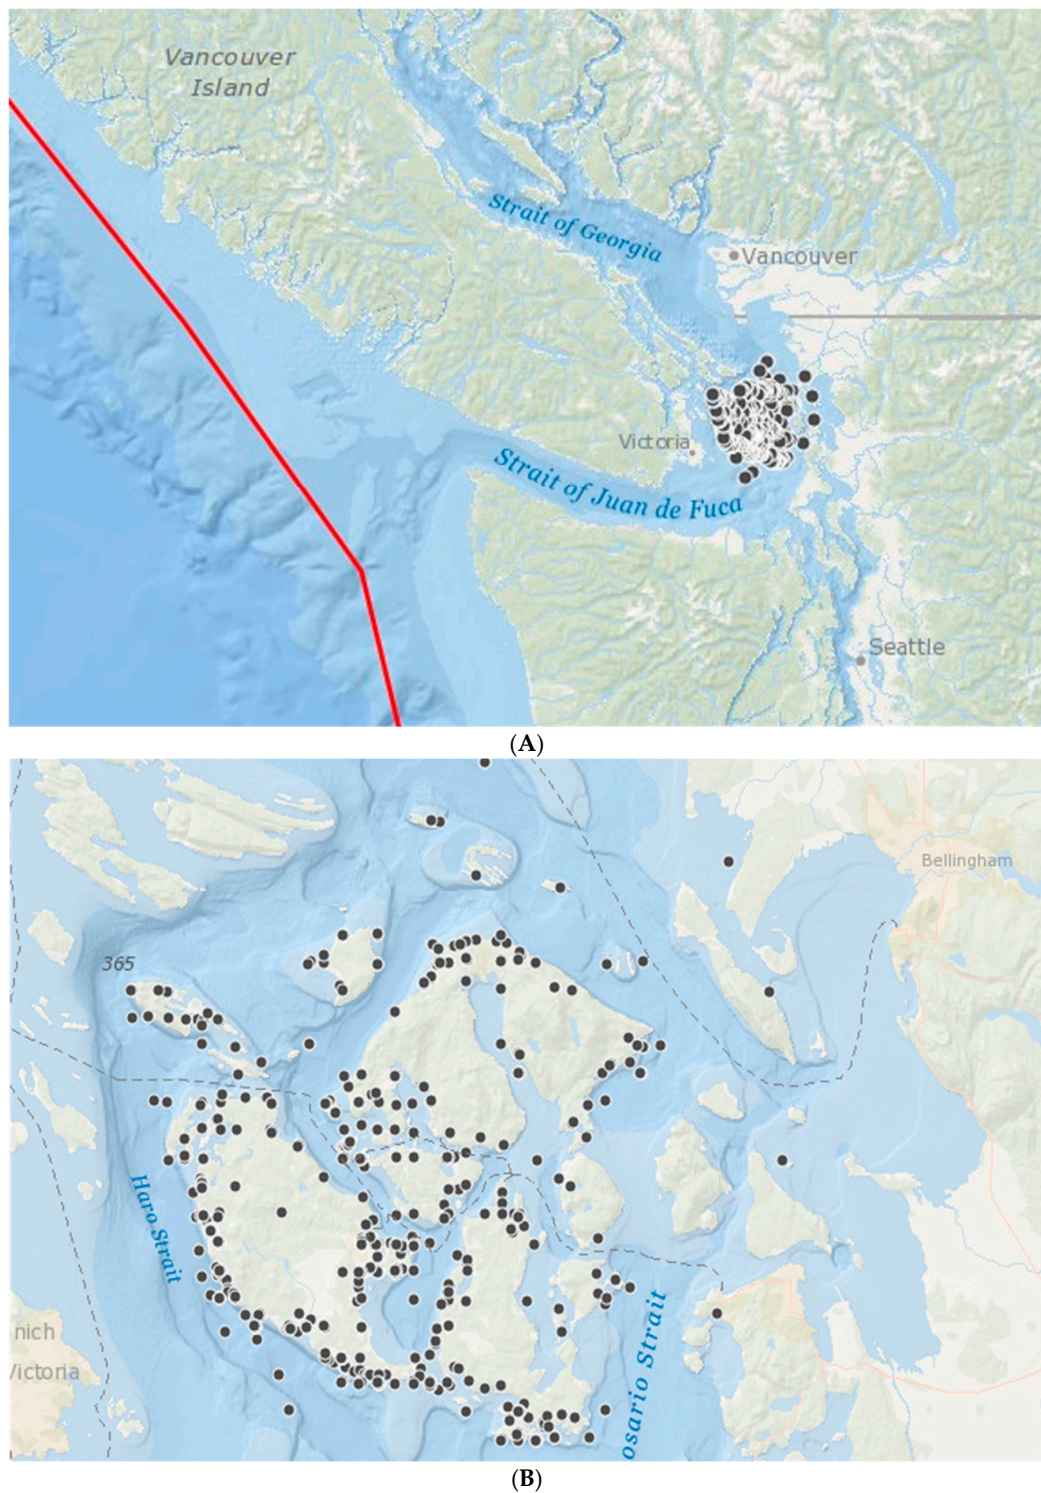 Vancouver
Island
Strait of Georgia
Vancouver
Victoria
Strait of Juan de Fuca
Seattle
(A)
Bellingham
365
Haro Strait
nich
Victoria
osario Strait
(B)